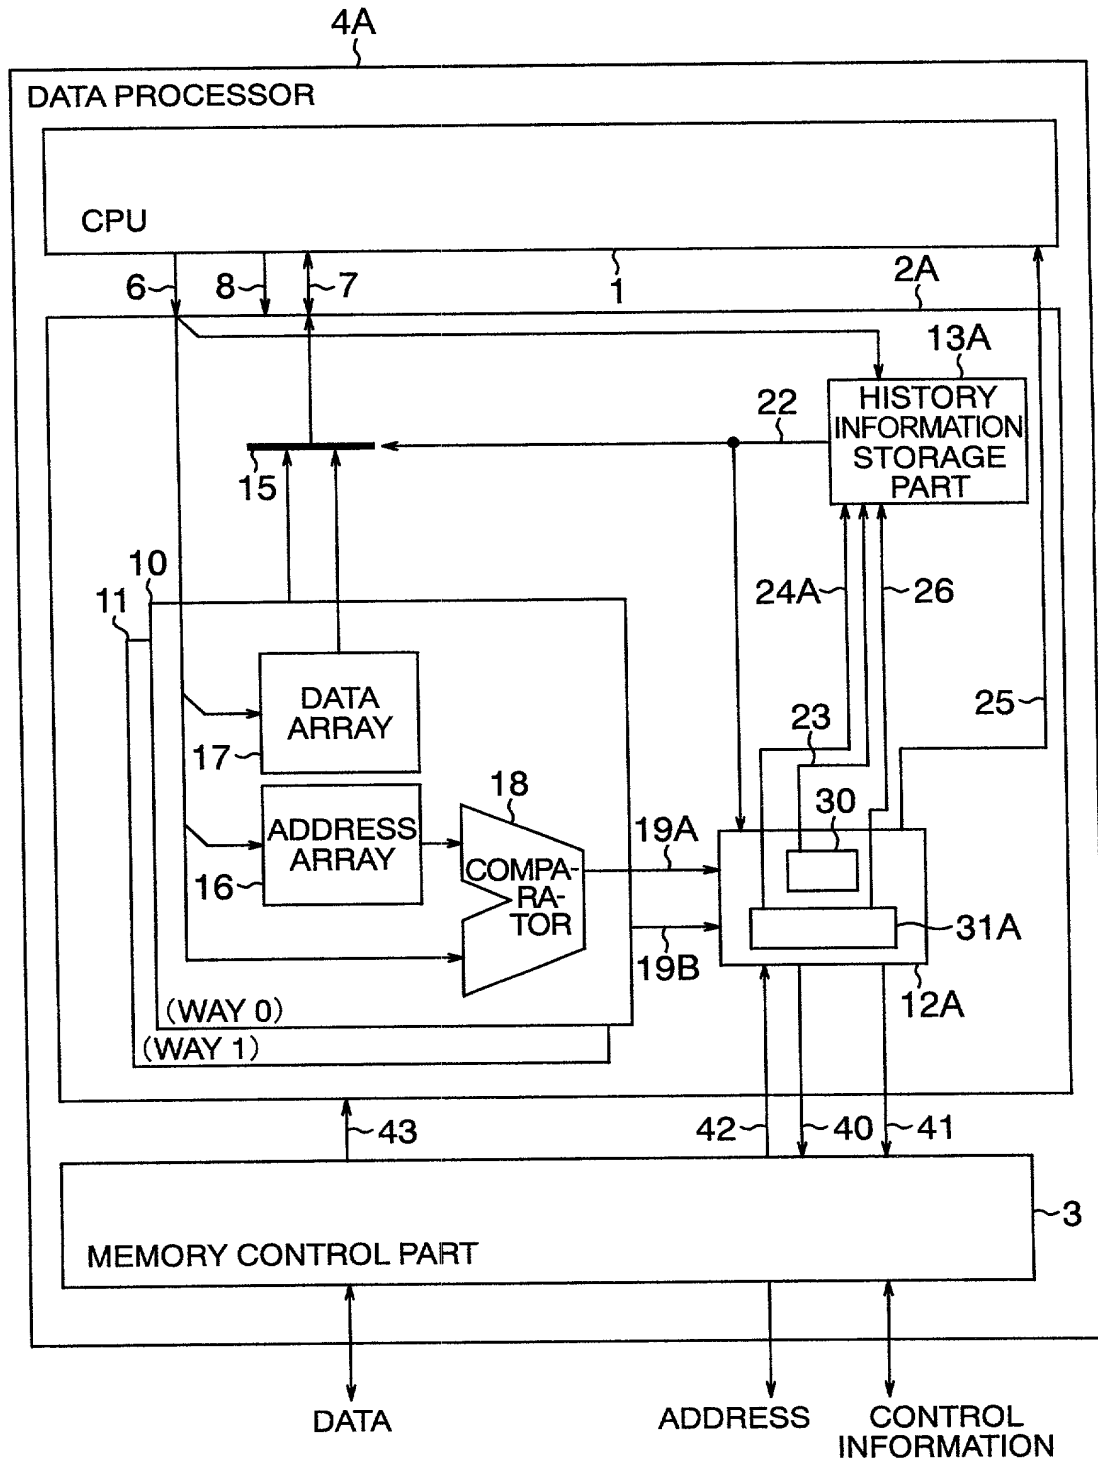 4A
DATA PROCESSOR
CPU
6
8
7
1
2A
13A
HISTORY
INFORMATION
STORAGE
PART
22
15
10
11
24A
26
DATA
ARRAY
17
23
25
18
30
ADDRESS
ARRAY
16
COMPA-
RA-
TOR
19A
19B
31A
12A
(WAY 0)
(WAY 1)
43
42
40
41
3
MEMORY CONTROL PART
DATA
ADDRESS
CONTROL
INFORMATION